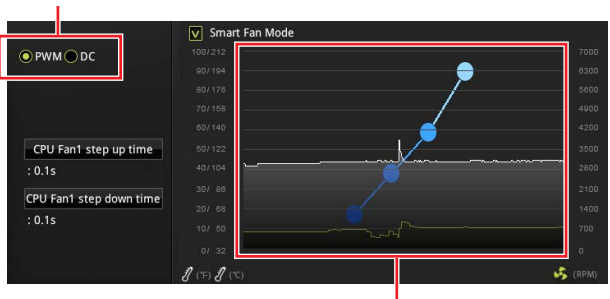 V Smart Fan Mode
PWM DC
100/212 7000
90/194 6300
80/176 5600
70/158 4900
60/140 4200
CPU Fan1 step up time
50/122 3500
: 0.1s
40/104 2800
CPU Fan1 step down time
30/ 86 2100
: 0.1s
20/ 68 1400
10/ 50 700
0/ 32 0
(°F) (°C) (RPM)